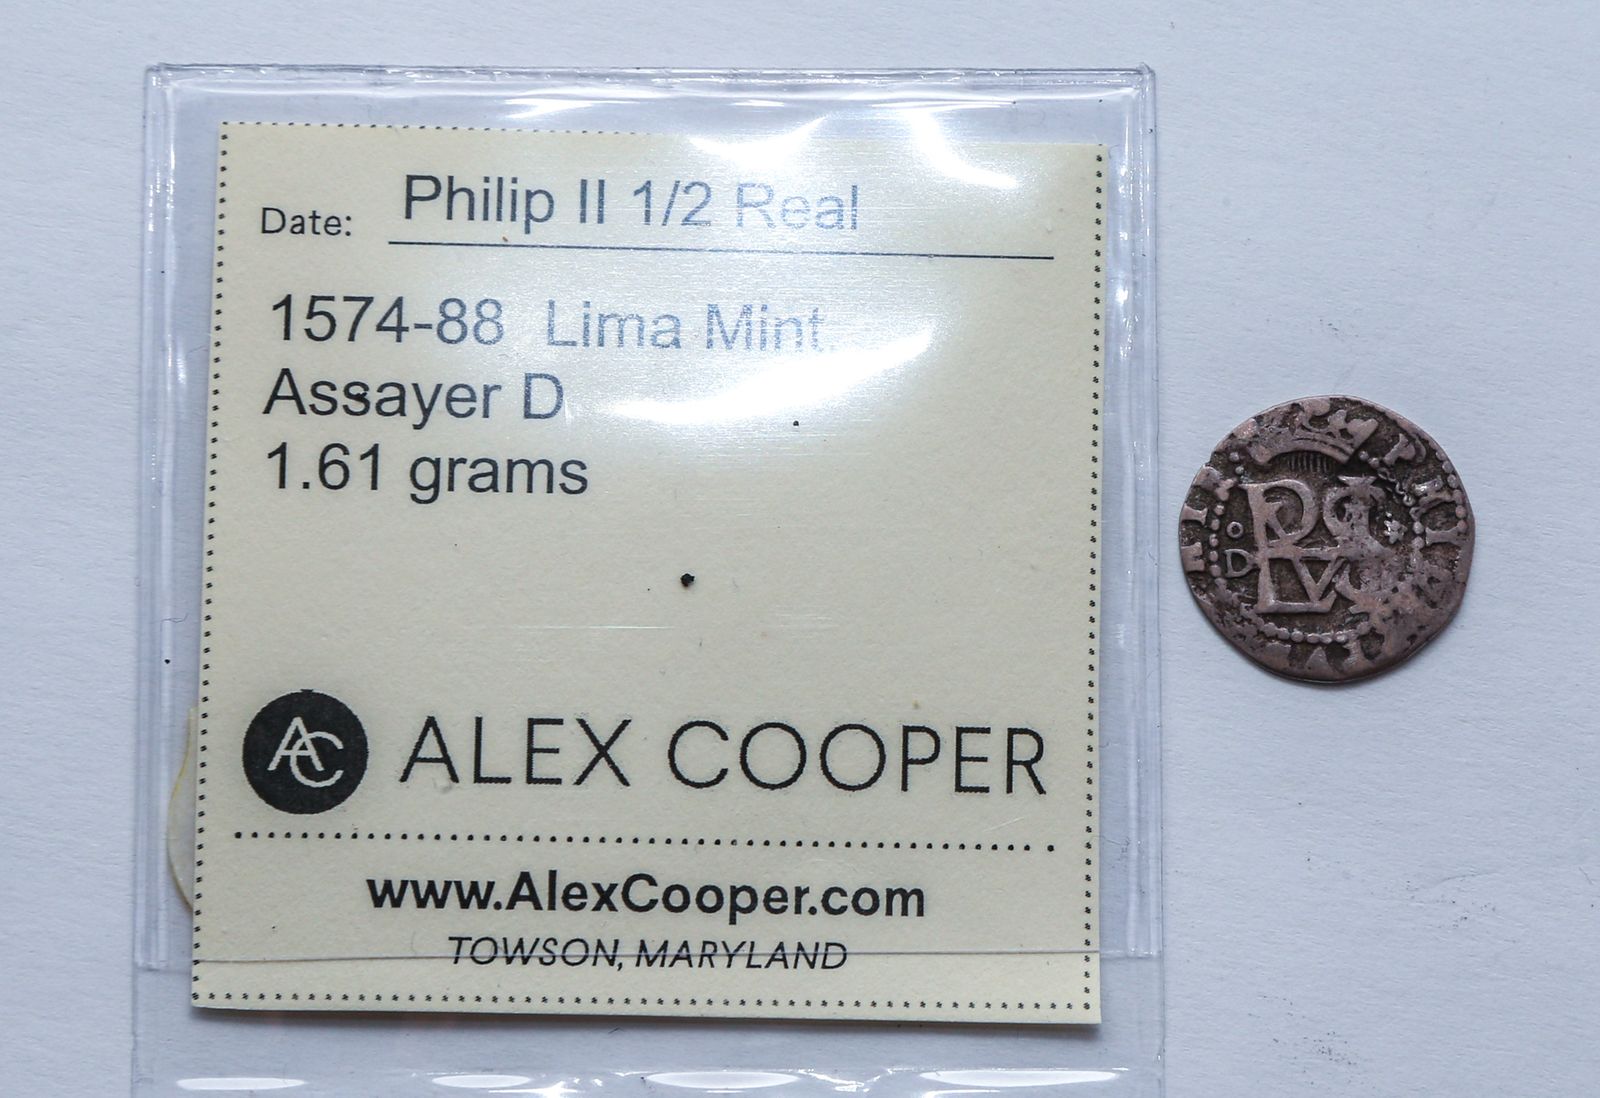 Date: Philip II 1/2 Real
1574-88 Lima Mint.
Assayer D
1.61 grams
AC ALEX COOPER
www.AlexCooper.com
TOWSON, MARYLAND
D